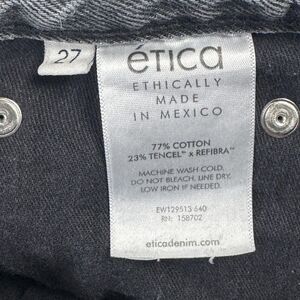 27
ética
ETHICALLY
MADE
IN MEXICO
77% COTTON
23% TENCEL™ x REFIBRA™
MACHINE WASH COLD,
DO NOT BLEACH, LINE DRY,
LOW IRON IF NEEDED.
EW129513 640
RN: 158702
eticadenim.com